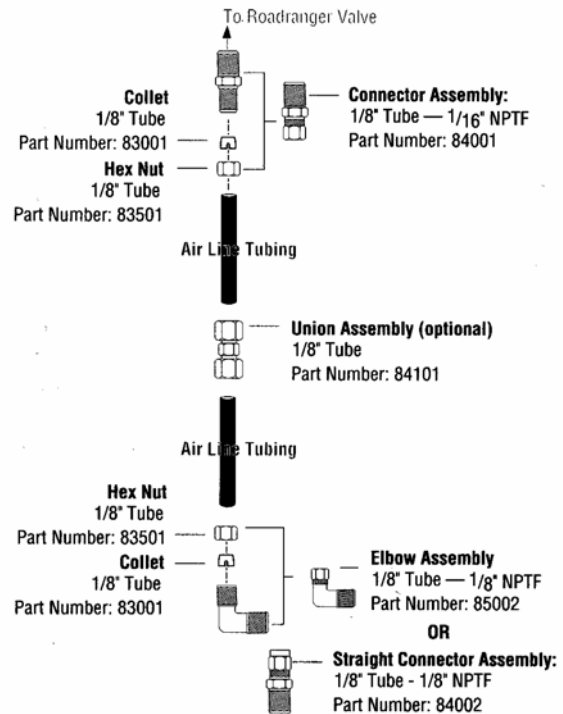 To Roadranger Valve
Collet
1/8" Tube
Part Number: 83001
Hex Nut
1/8" Tube
Part Number: 83501
Connector Assembly:
1/8" Tube — 1/16" NPTF
Part Number: 84001
Air Line Tubing
Union Assembly (optional)
1/8" Tube
Part Number: 84101
Air Line Tubing
Hex Nut
1/8" Tube
Part Number: 83501
Collet
1/8" Tube
Part Number: 83001
Elbow Assembly
1/8" Tube — 1/8" NPTF
Part Number: 85002
OR
Straight Connector Assembly:
1/8" Tube - 1/8" NPTF
Part Number: 84002